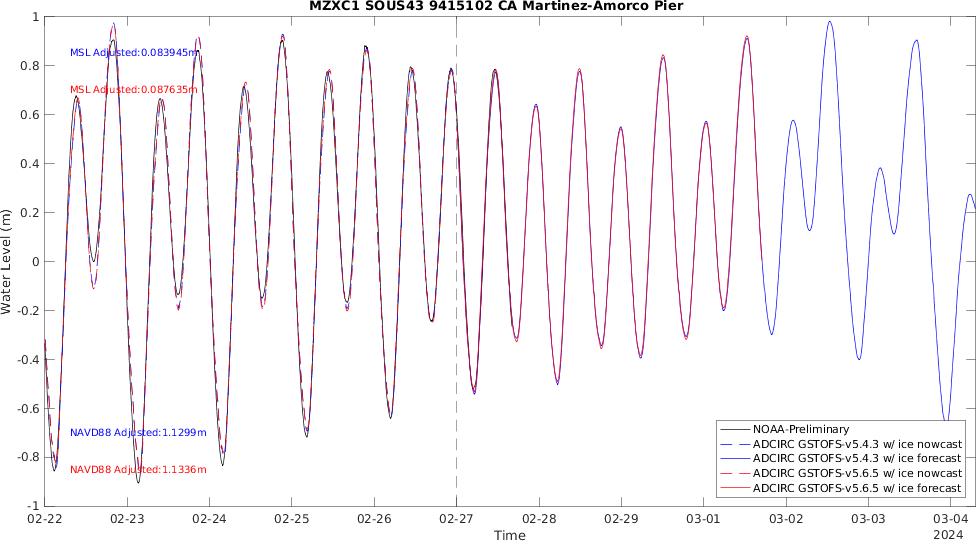 MZXC1 SOUS43 9415102 CA Martinez-Amorco Pier
Water Level (m)
1
0.8
0.6
0.4
0.2
0
-0.2
-0.4
-0.6
-0.8
-1
MSL Adjusted:0.083945m
MSL Adjusted:0.087635m
NAVD88 Adjusted:1.1299m
NAVD88 Adjusted:1.1336m
NOAA-Preliminary
ADCIRC GSTOFS-v5.4.3 w/ ice nowcast
ADCIRC GSTOFS-v5.4.3 w/ ice forecast
ADCIRC GSTOFS-v5.6.5 w/ ice nowcast
ADCIRC GSTOFS-v5.6.5 w/ ice forecast
02-22 02-23 02-24 02-25 02-26 02-27 02-28 02-29 03-01 03-02 03-03 03-04
Time 2024